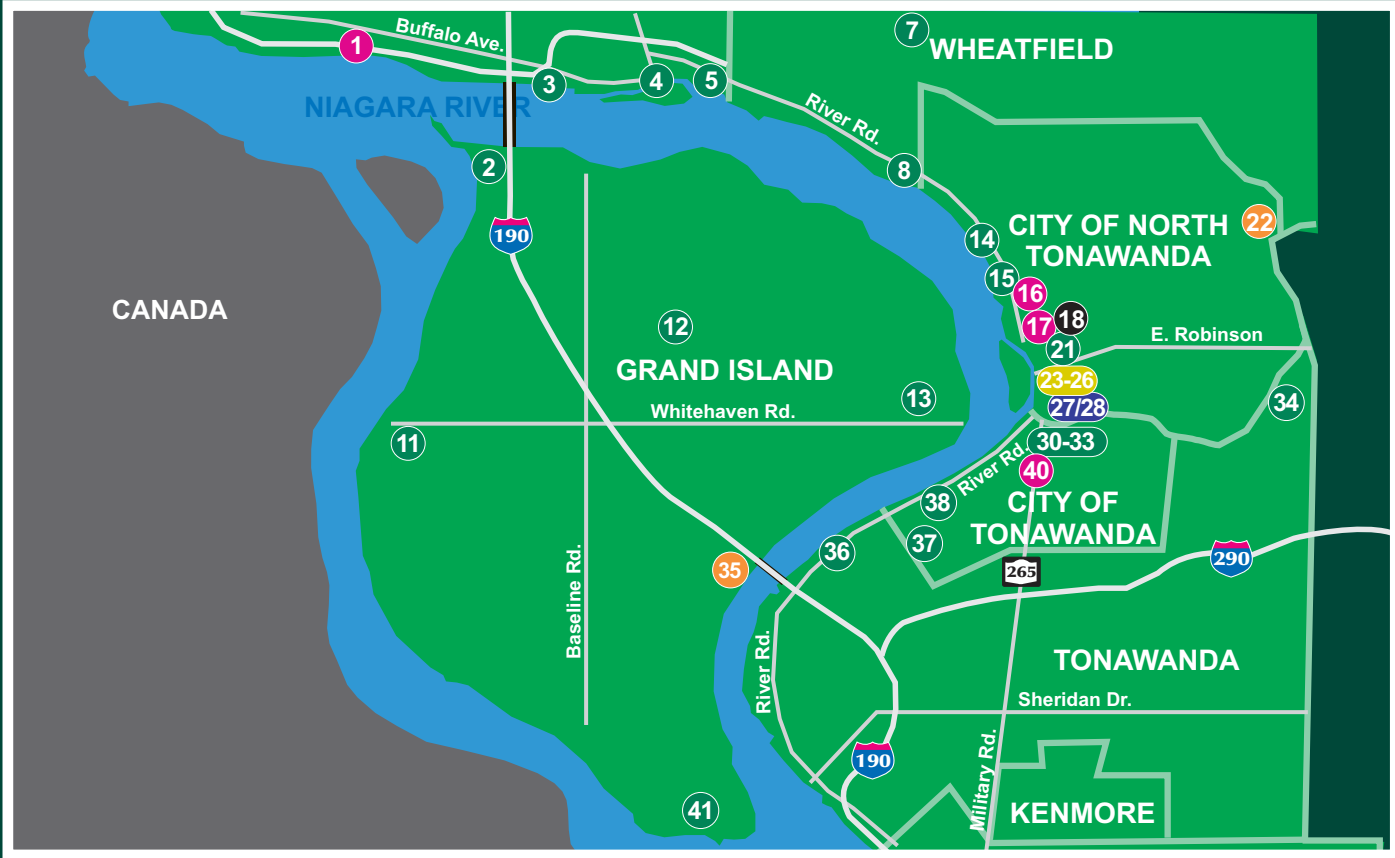 7
WHEATFIELD
Buffalo Ave.
1
3
4
5
NIAGARA RIVER
River Rd.
2
8
190
14
CITY OF NORTH
TONAWANDA
22
15
16
CANADA
12
17
18
21
E. Robinson
GRAND ISLAND
23-26
13
27/28
34
Whitehaven Rd.
11
30-33
River Rd.
40
38
CITY OF
TONAWANDA
37
36
35
265
290
Baseline Rd.
River Rd.
TONAWANDA
Sheridan Dr.
190
Military Rd.
41
KENMORE